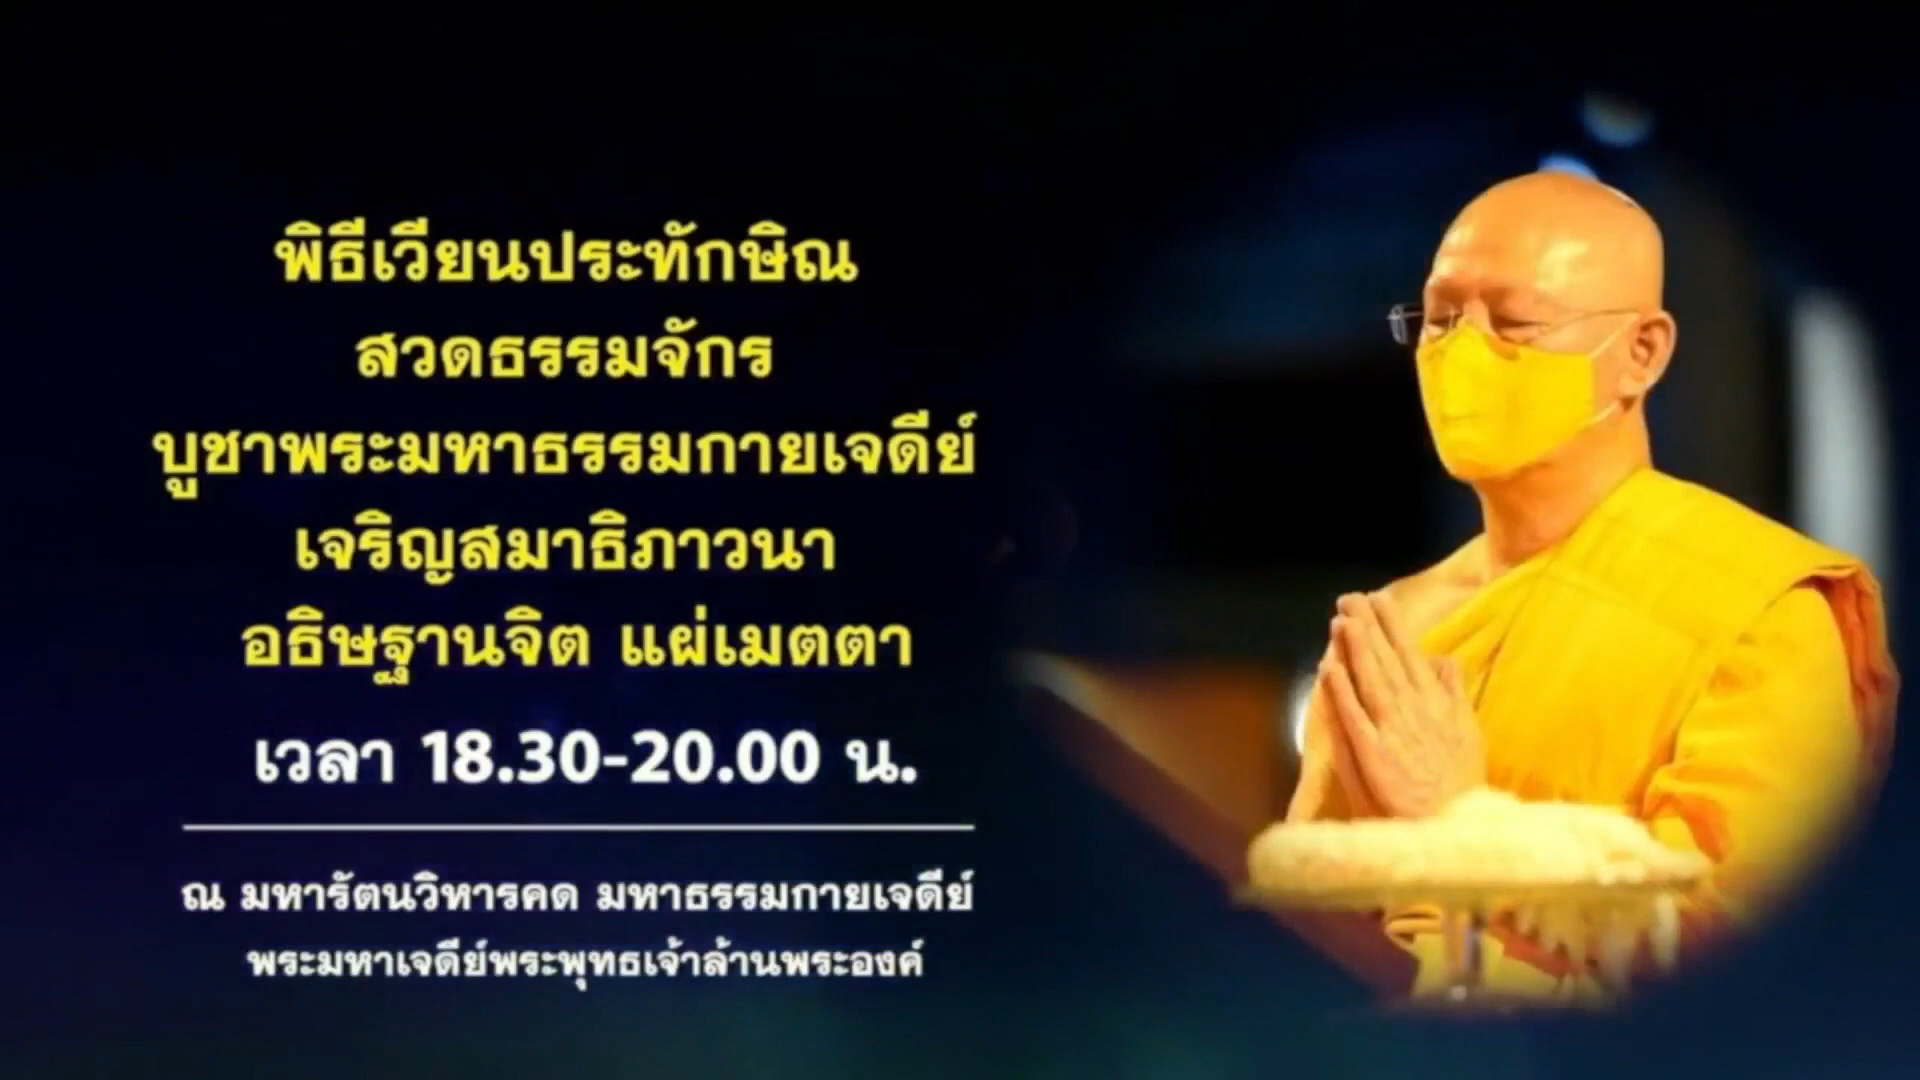 พิธีเวียนประทักษิณ
สวดธรรมจักร
บูชาพระมหาธรรมกายเจดีย์
เจริญสมาธิภาวนา
อธิษฐานจิต แผ่เมตตา
เวลา 18.30-20.00 น.
ณ มหารัตนวิหารคด มหาธรรมกายเจดีย์
พระมหาเจดีย์พระพุทธเจ้าล้านพระองค์